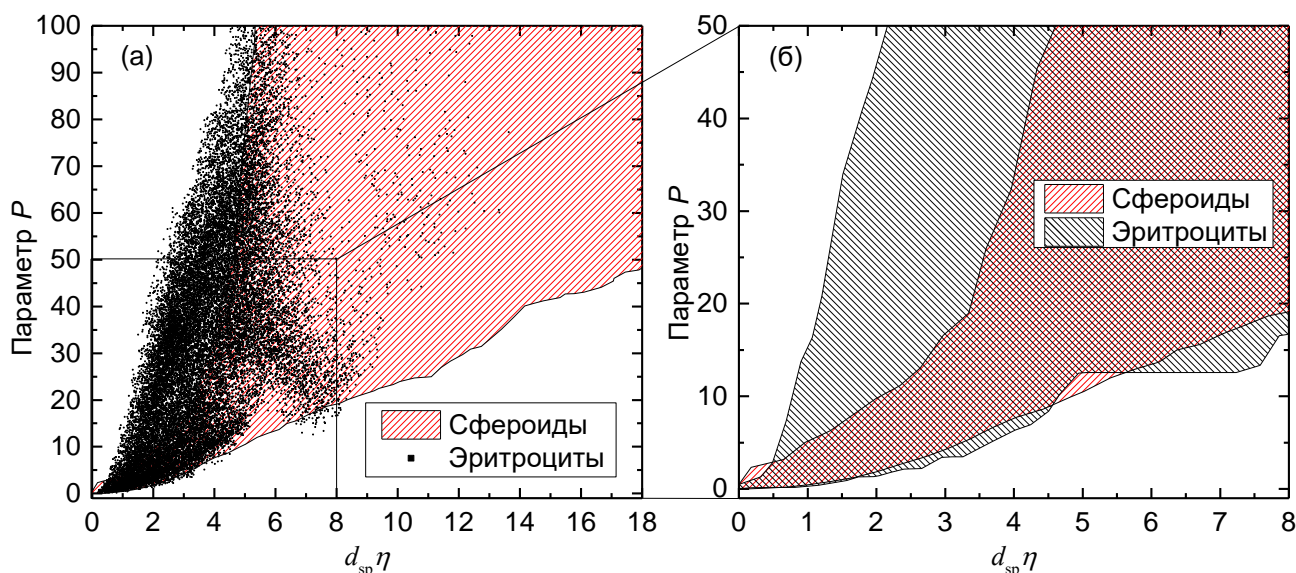 (а)
Параметр P
100
90
80
70
60
50
40
30
20
10
0
Сфероиды
Эритроциты
0 2 4 6 8 10 12 14 16 18
d_sp η
(б)
Параметр P
50
40
30
20
10
0
Сфероиды
Эритроциты
0 1 2 3 4 5 6 7 8
d_sp η